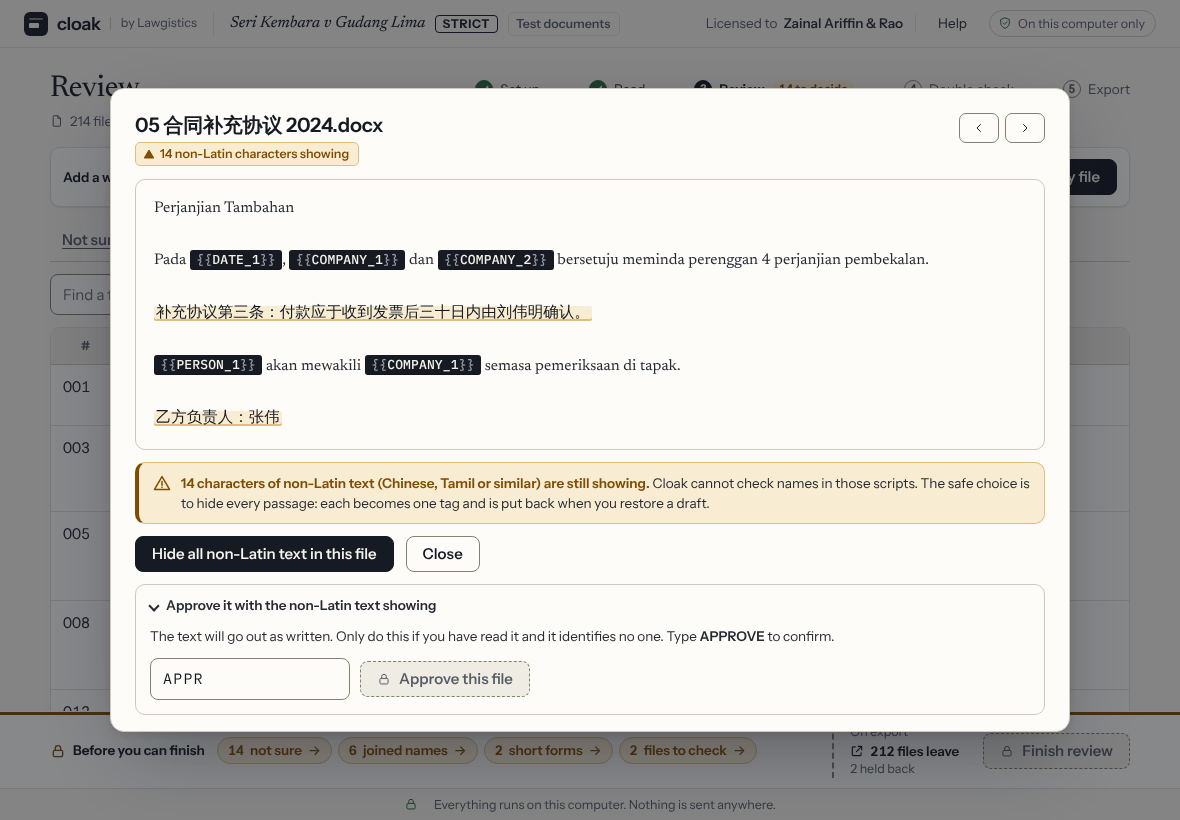 cloak
by Lawgistics
Seri Kembara v Gudang Lima
STRICT
Test documents
Licensed to Zainal Ariffin & Rao
Help
On this computer only
Review
5 Export
214
Add a
file
Not
Find a
05 合同补充协议 2024.docx
14 non-Latin characters showing
Perjanjian Tambahan
Pada {{DATE_1}}, {{COMPANY_1}} dan {{COMPANY_2}} bersetuju meminda perenggan 4 perjanjian pembekalan.
补充协议第三条：付款应于收到发票后三十日内由刘伟明确认。
{{PERSON_1}} akan mewakili {{COMPANY_1}} semasa pemeriksaan di tapak.
乙方负责人：张伟
14 characters of non-Latin text (Chinese, Tamil or similar) are still showing. Cloak cannot check names in those scripts. The safe choice is
to hide every passage: each becomes one tag and is put back when you restore a draft.
Hide all non-Latin text in this file
Close
Approve it with the non-Latin text showing
The text will go out as written. Only do this if you have read it and it identifies no one. Type APPROVE to confirm.
APPR
Approve this file
#
001
003
005
008
Before you can finish
14 not sure →
6 joined names →
2 short forms →
2 files to check →
On export
212 files leave
2 held back
Finish review
Everything runs on this computer. Nothing is sent anywhere.